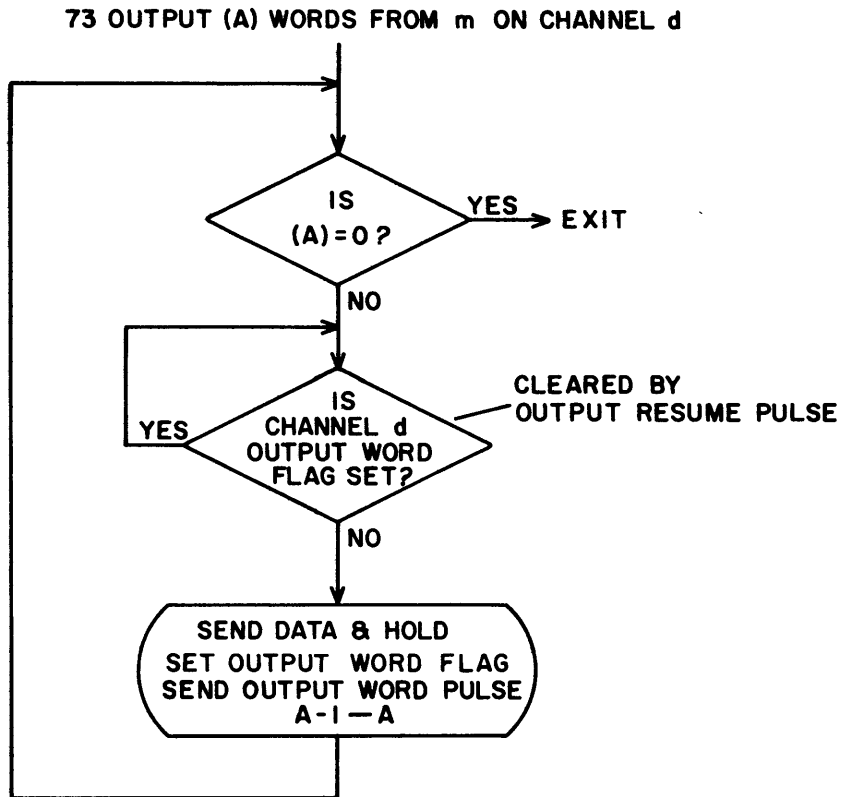 73 OUTPUT (A) WORDS FROM m ON CHANNEL d
IS
(A)=0?
YES
EXIT
NO
IS
CHANNEL d
OUTPUT WORD
FLAG SET?
YES
CLEARED BY
OUTPUT RESUME PULSE
NO
SEND DATA & HOLD
SET OUTPUT WORD FLAG
SEND OUTPUT WORD PULSE
A-1—A